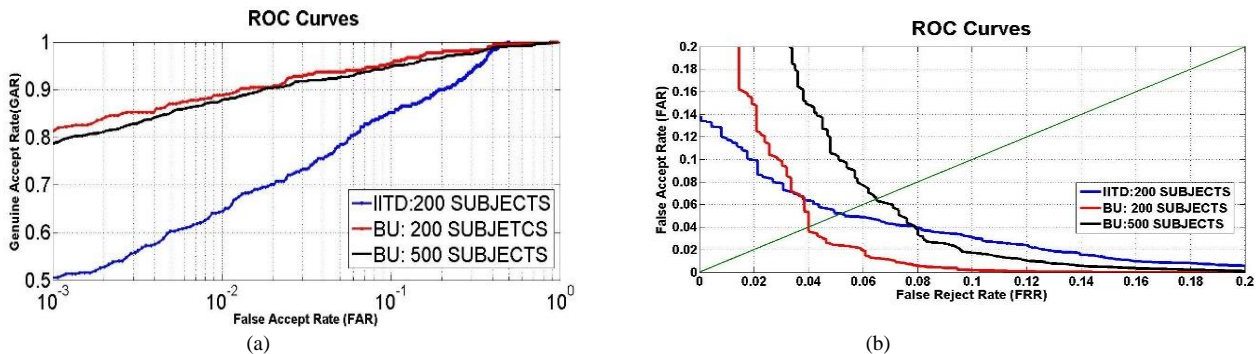 ROC Curves
1
0.9
0.8
0.7
0.6
0.5
Genuine Accept Rate(GAR)
IITD:200 SUBJECTS
BU: 200 SUBJETCS
BU: 500 SUBJECTS
10^-3
10^-2
10^-1
10^0
False Accept Rate (FAR)
(a)
ROC Curves
0.2
0.18
0.16
0.14
0.12
0.1
0.08
0.06
0.04
0.02
0
False Accept Rate (FAR)
IITD:200 SUBJECTS
BU: 200 SUBJECTS
BU:500 SUBJECTS
0 0.02 0.04 0.06 0.08 0.1 0.12 0.14 0.16 0.18 0.2
False Reject Rate (FRR)
(b)